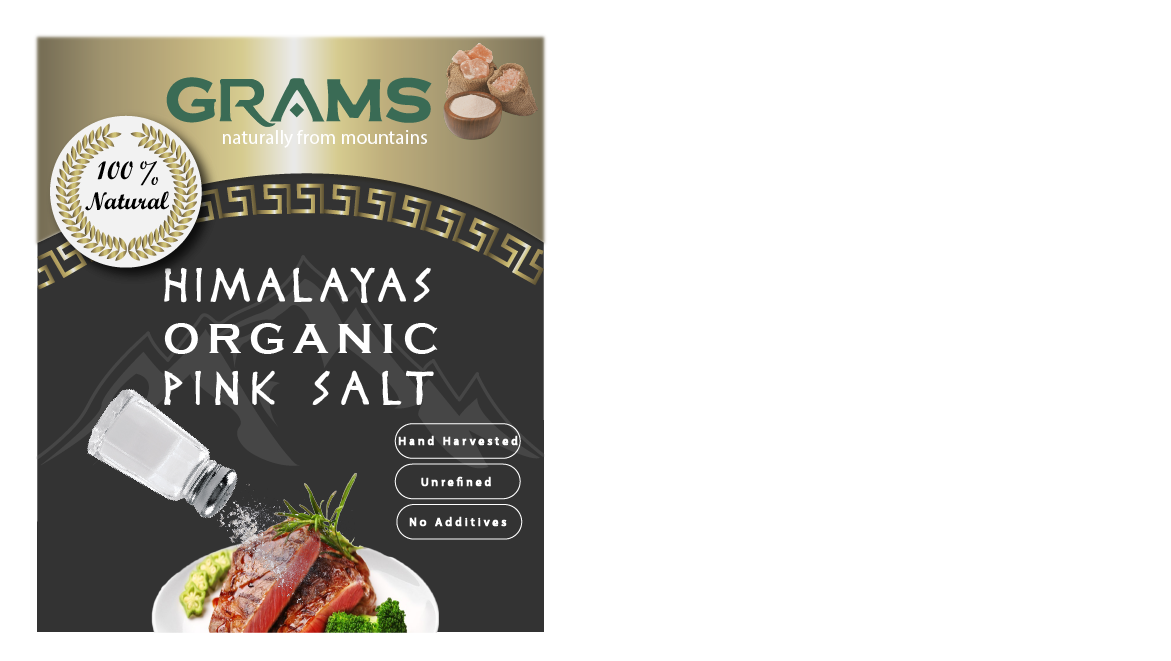 GRAMS
naturally from mountains
100 %
Natural
HIMALAYAS
ORGANIC
PINK SALT
Hand Harvested
Unrefined
No Additives